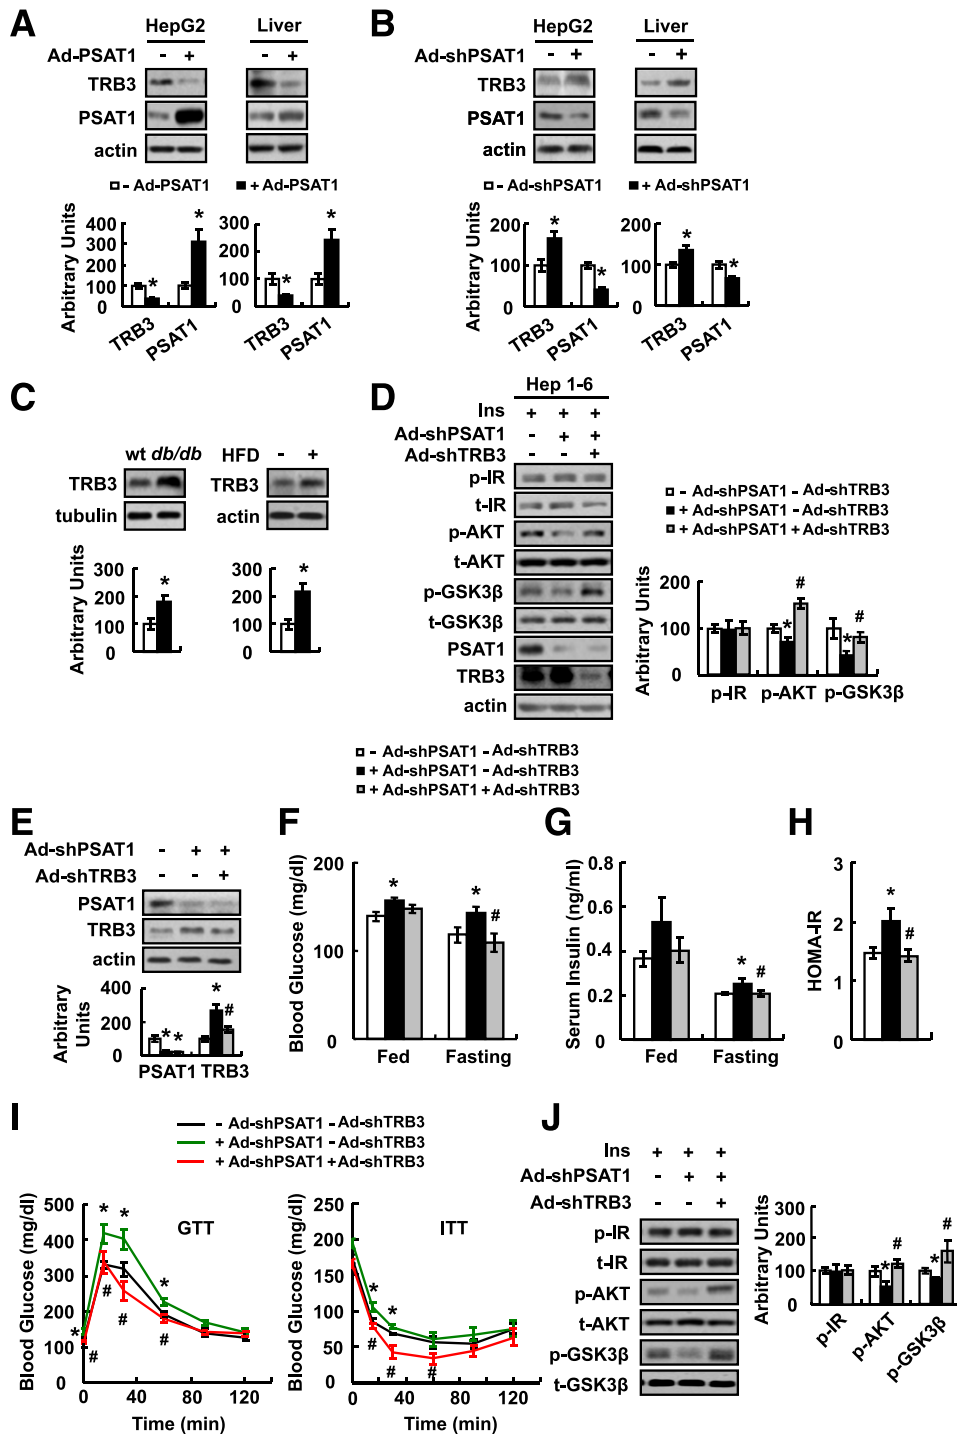 A
HepG2 Liver
Ad-PSAT1 - + - +
TRB3
PSAT1
actin
- Ad-PSAT1 + Ad-PSAT1
Arbitrary Units
400
300
200
100
0
* *
TRB3 PSAT1
300
200
100
0
* *
TRB3 PSAT1
B
HepG2 Liver
Ad-shPSAT1 - + - +
TRB3
PSAT1
actin
- Ad-shPSAT1 + Ad-shPSAT1
Arbitrary Units
200
100
0
* *
TRB3 PSAT1
200
100
0
* *
TRB3 PSAT1
C
wt db/db
TRB3
tubulin
HFD - +
TRB3
actin
Arbitrary Units
200
100
0
*
300
200
100
0
*
D
Hep 1-6
Ins + + +
Ad-shPSAT1 - + +
Ad-shTRB3 - - +
p-IR
t-IR
p-AKT
t-AKT
p-GSK3β
t-GSK3β
PSAT1
TRB3
actin
- Ad-shPSAT1 - Ad-shTRB3
+ Ad-shPSAT1 - Ad-shTRB3
+ Ad-shPSAT1 + Ad-shTRB3
Arbitrary Units
200
100
0
* # * #
p-IR p-AKT p-GSK3β
- Ad-shPSAT1 - Ad-shTRB3
+ Ad-shPSAT1 - Ad-shTRB3
+ Ad-shPSAT1 + Ad-shTRB3
E
Ad-shPSAT1 - + +
Ad-shTRB3 - - +
PSAT1
TRB3
actin
Arbitrary Units
400
200
0
* * * #
PSAT1 TRB3
F
Blood Glucose (mg/dl)
200
100
0
* * #
Fed Fasting
G
Serum Insulin (ng/ml)
0.8
0.6
0.4
0.2
0
* #
Fed Fasting
H
HOMA-IR
3
2
1
0
* #
I
- Ad-shPSAT1 - Ad-shTRB3
+ Ad-shPSAT1 - Ad-shTRB3
+ Ad-shPSAT1 + Ad-shTRB3
Blood Glucose (mg/dl)
500
400
300
200
100
0
GTT
* * * *
# # # #
0 40 80 120
Time (min)
Blood Glucose (mg/dl)
250
200
150
100
50
0
ITT
* *
# # #
0 40 80 120
Time (min)
J
Ins + + +
Ad-shPSAT1 - + +
Ad-shTRB3 - - +
p-IR
t-IR
p-AKT
t-AKT
p-GSK3β
t-GSK3β
Arbitrary Units
300
200
100
0
* # * #
p-IR p-AKT p-GSK3β